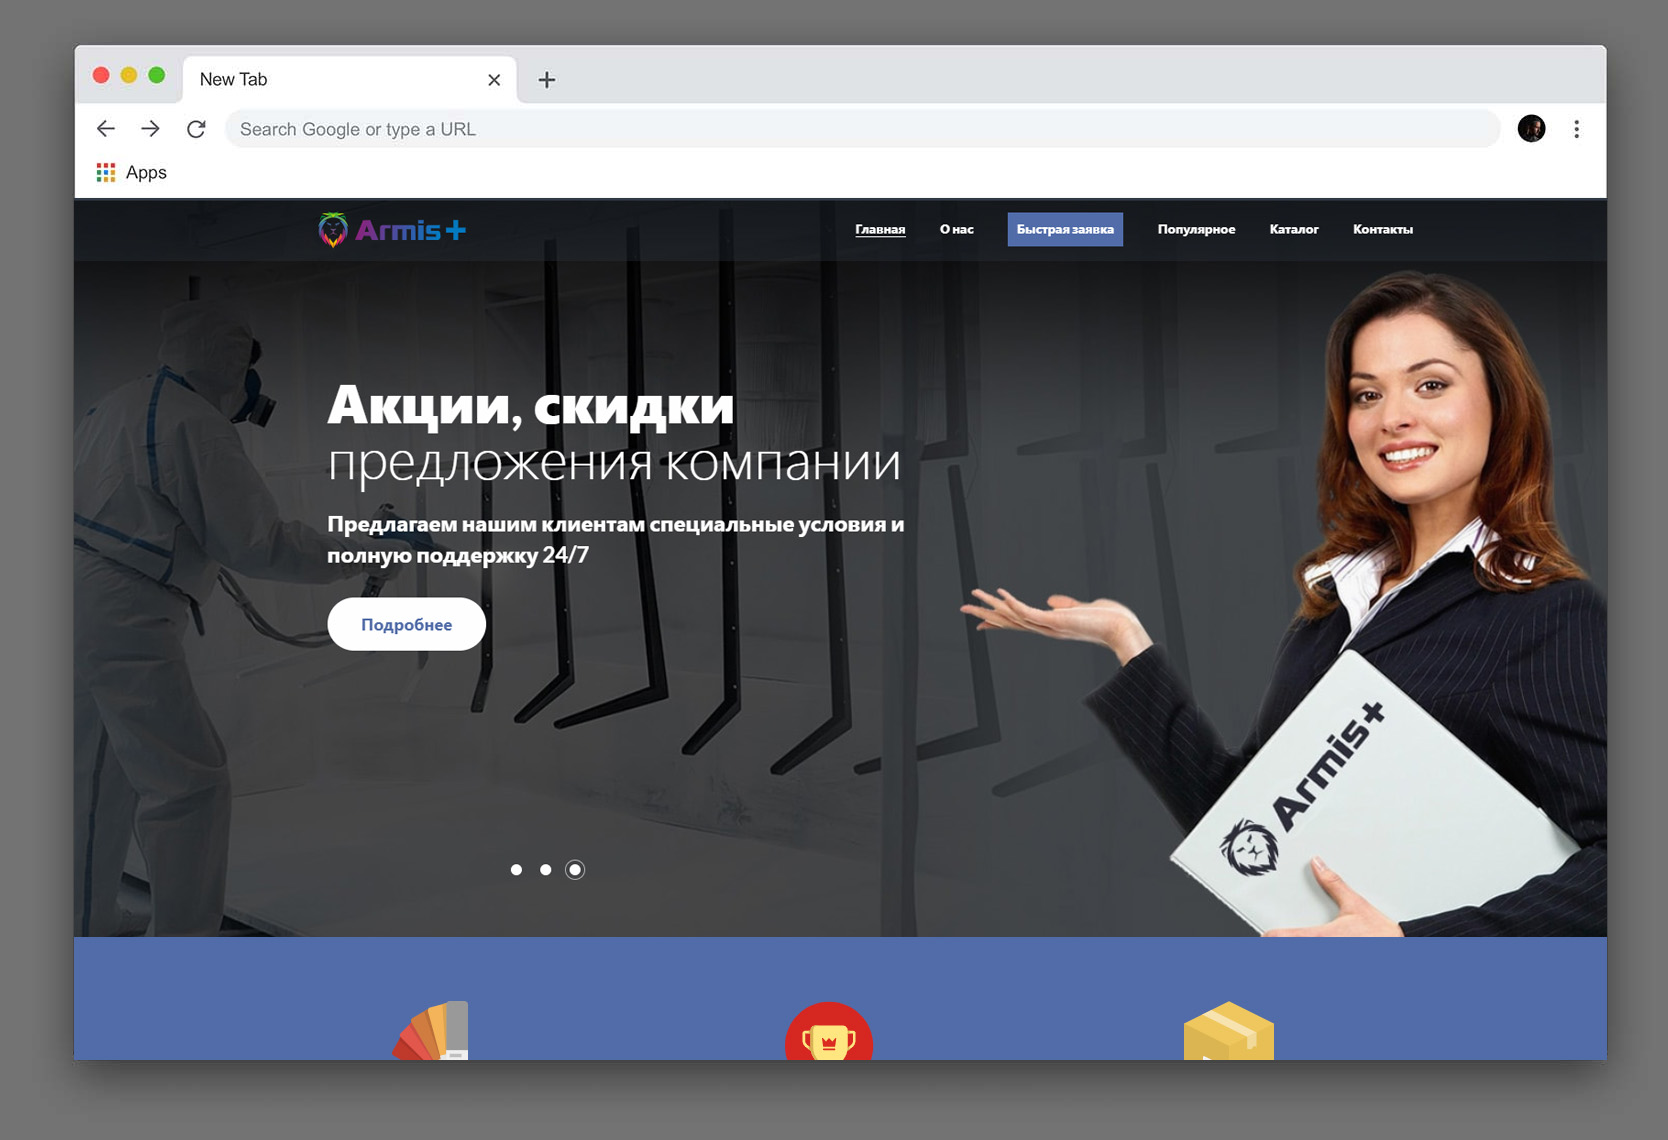 New Tab
Search Google or type a URL
Apps
Armis+
Главная
О нас
Быстрая заявка
Популярное
Каталог
Контакты
Акции, скидки
предложения компании
Предлагаем нашим клиентам специальные условия и
полную поддержку 24/7
Подробнее
Armis+